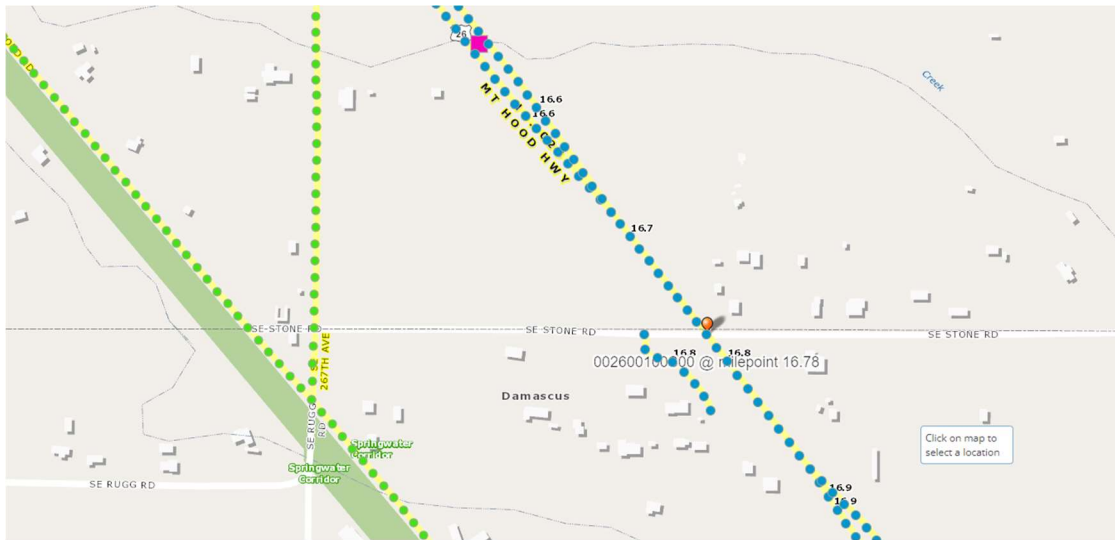 26
Creek
16.6
16.6
MT HOOD HWY
16.7
SE STONE RD
SE STONE RD
SE STONE RD
16.8
16.8
002600100 00 @ milepoint 16.78
267TH AVE
Damascus
SE RUGG RD
Springwater
Corridor
Springwater
Corridor
SE RUGG RD
Click on map to
select a location
16.9